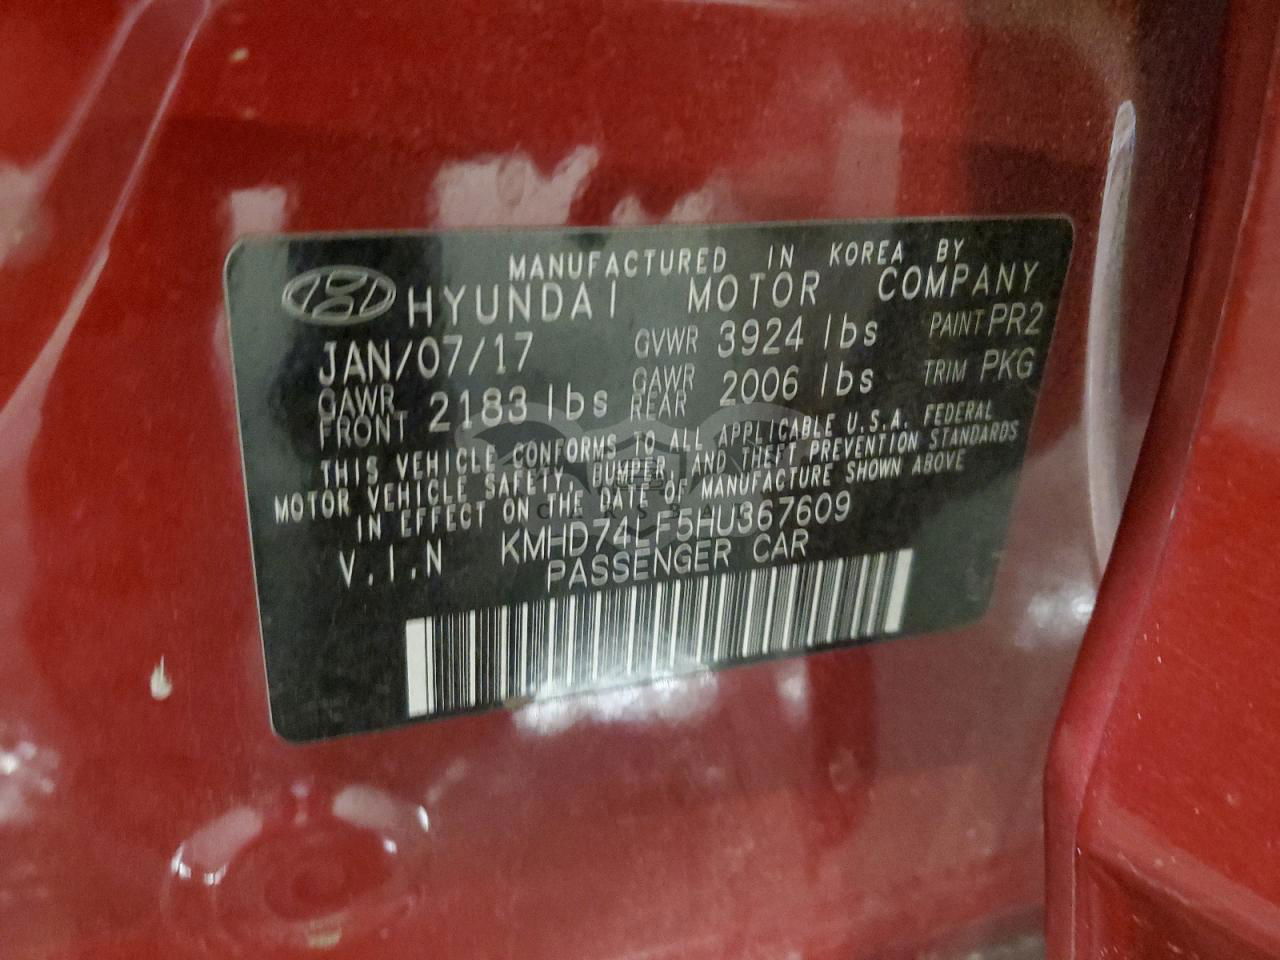 MANUFACTURED IN KOREA BY
HYUNDAI MOTOR COMPANY
JAN/07/17 GVWR 3924 lbs PAINT PR2
GAWR FRONT 2183 lbs GAWR REAR 2006 lbs TRIM PKG
THIS VEHICLE CONFORMS TO ALL APPLICABLE U.S.A. FEDERAL
MOTOR VEHICLE SAFETY, BUMPER, AND THEFT PREVENTION STANDARDS
IN EFFECT ON THE DATE OF MANUFACTURE SHOWN ABOVE
V.I.N KMHD74LF5HU367609
PASSENGER CAR